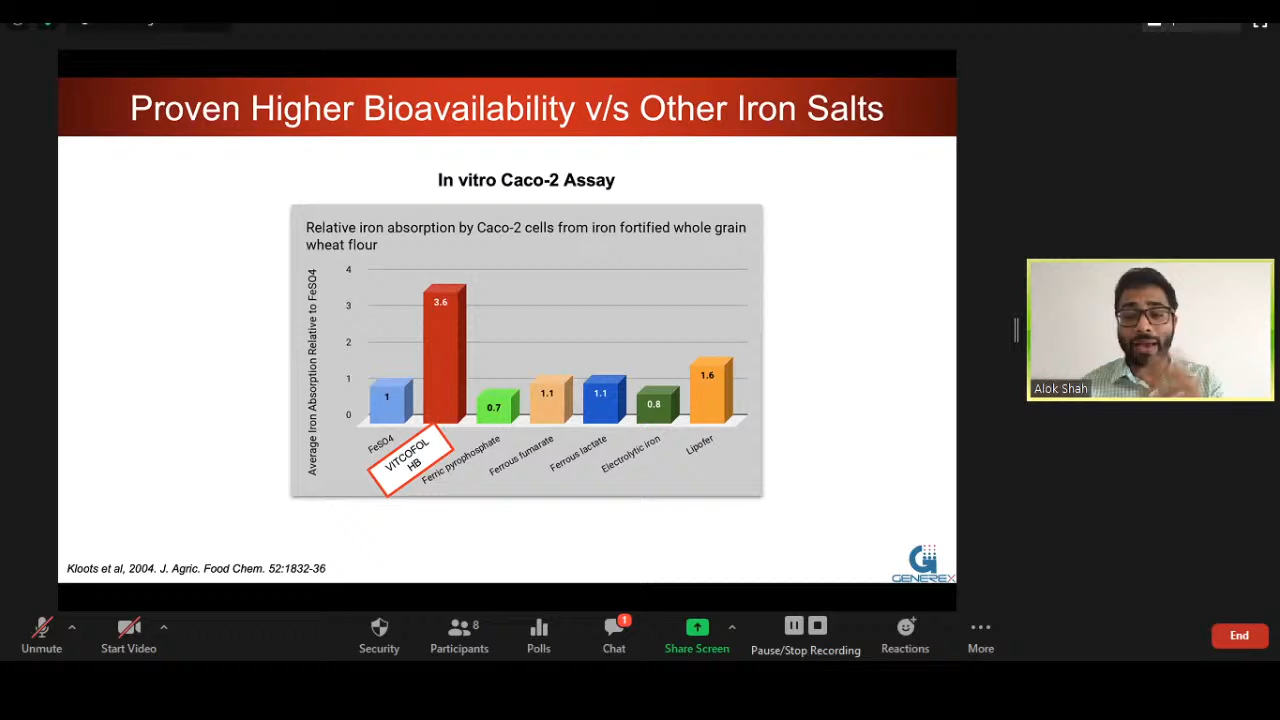 Proven Higher Bioavailability v/s Other Iron Salts
In vitro Caco-2 Assay
Relative iron absorption by Caco-2 cells from iron fortified whole grain
wheat flour
Average Iron Absorption Relative to FeSO4
4
3
2
1
0
1
3.6
0.7
1.1
1.1
0.8
1.6
FeSO4
VITCOFOL
HB
Ferric pyrophosphate
Ferrous fumarate
Ferrous lactate
Electrolytic iron
Lipofer
Kloots et al, 2004. J. Agric. Food Chem. 52:1832-36
GENEREX
Alok Shah
8
1
Unmute
Start Video
Security
Participants
Polls
Chat
Share Screen
Pause/Stop Recording
Reactions
More
End